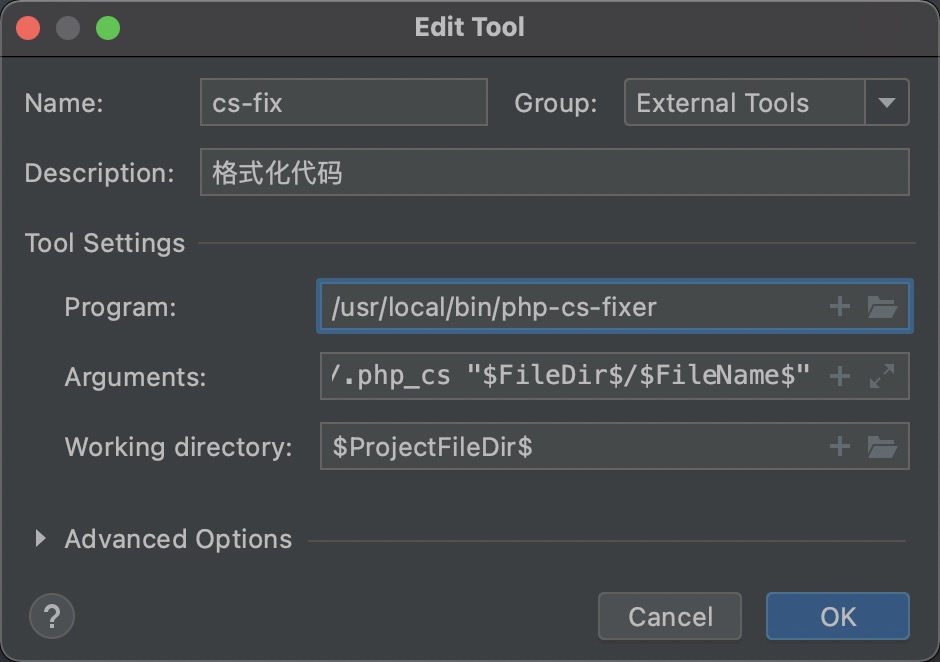 Edit Tool
Name: cs-fix Group: External Tools
Description: 格式化代码
Tool Settings
Program: /usr/local/bin/php-cs-fixer
Arguments: /.php_cs "$FileDir$/$FileName$"
Working directory: $ProjectFileDir$
Advanced Options
? Cancel OK